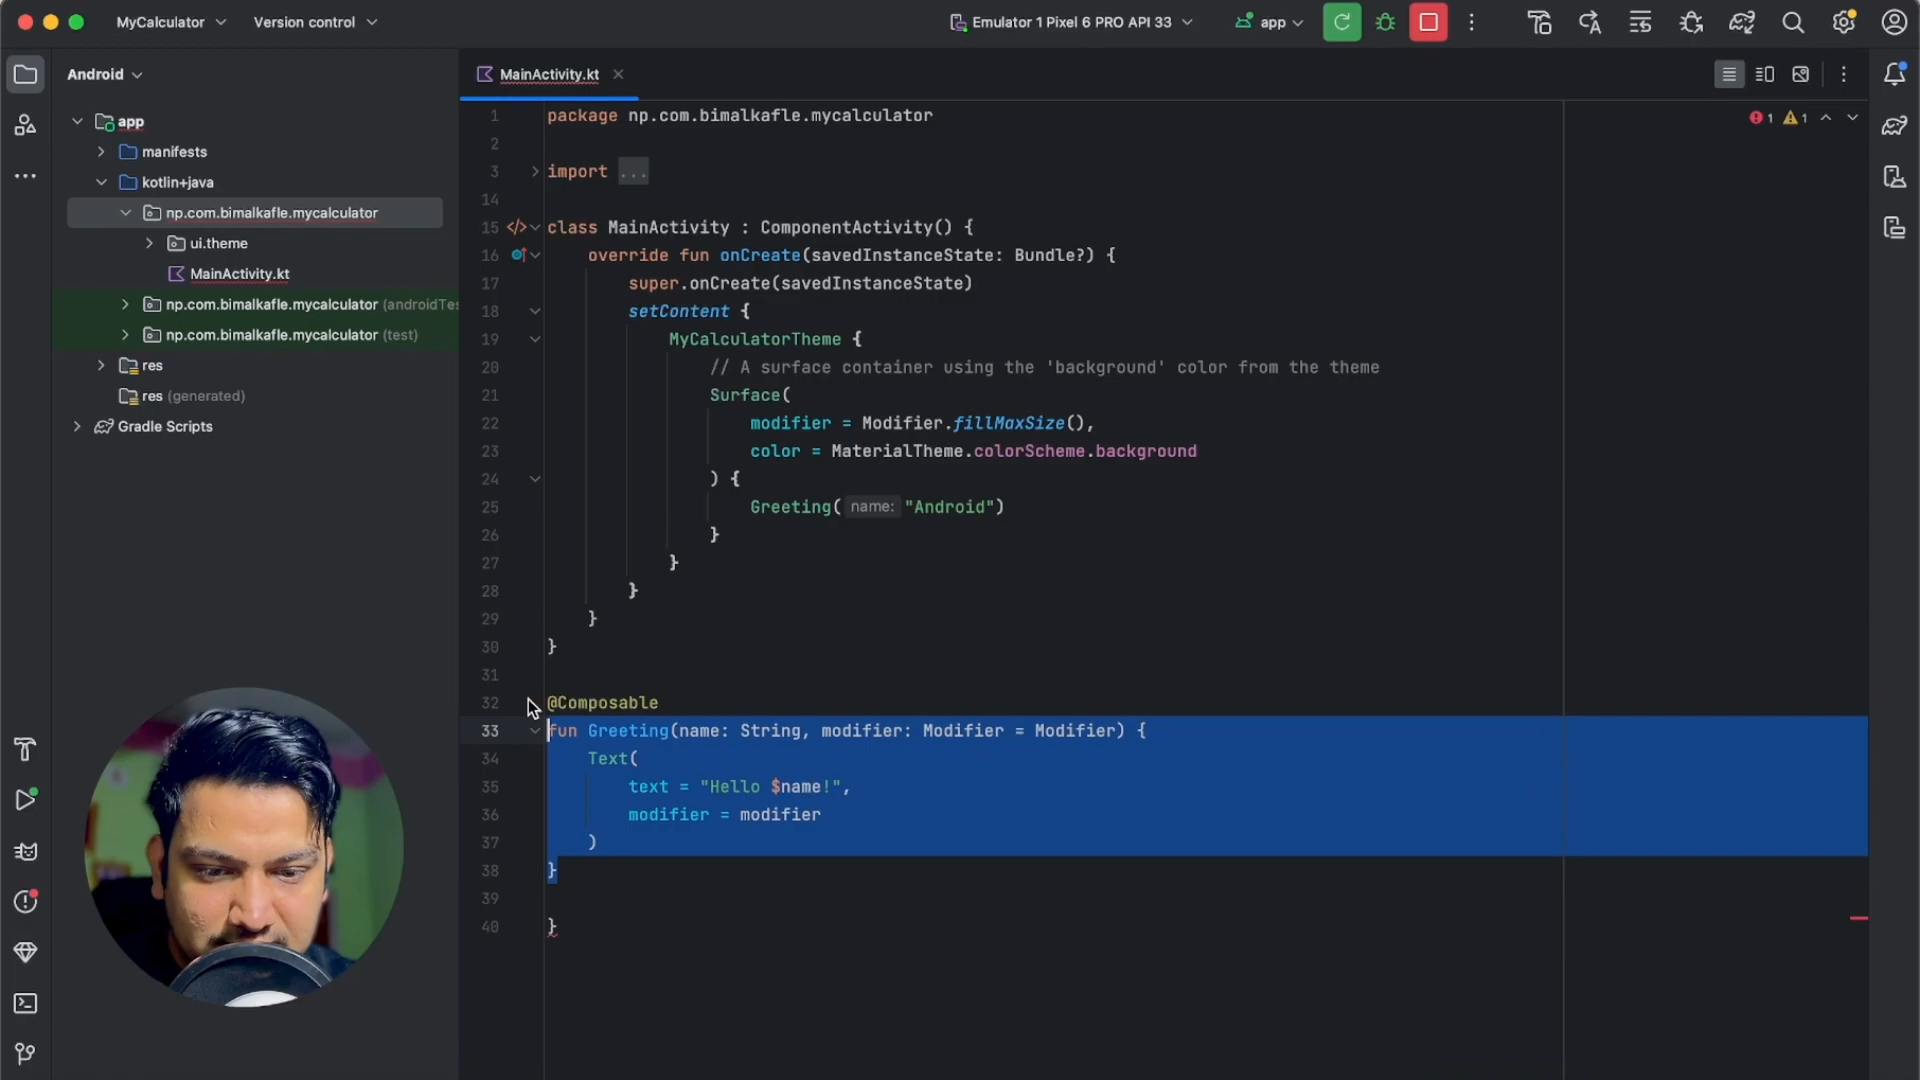 MyCalculator
Version control
Emulator 1 Pixel 6 PRO API 33
app
Android
MainActivity.kt
app
manifests
kotlin+java
np.com.bimalkafle.mycalculator
ui.theme
MainActivity.kt
np.com.bimalkafle.mycalculator (androidTes
np.com.bimalkafle.mycalculator (test)
res
res (generated)
Gradle Scripts
1 1
1 package np.com.bimalkafle.mycalculator
2
3 import ...
14
15 class MainActivity : ComponentActivity() {
16 override fun onCreate(savedInstanceState: Bundle?) {
17 super.onCreate(savedInstanceState)
18 setContent {
19 MyCalculatorTheme {
20 // A surface container using the 'background' color from the theme
21 Surface(
22 modifier = Modifier.fillMaxSize(),
23 color = MaterialTheme.colorScheme.background
24 ) {
25 Greeting( name: "Android")
26 }
27 }
28 }
29 }
30 }
31
32 @Composable
33 fun Greeting(name: String, modifier: Modifier = Modifier) {
34 Text(
35 text = "Hello $name!",
36 modifier = modifier
37 )
38 }
39
40 }